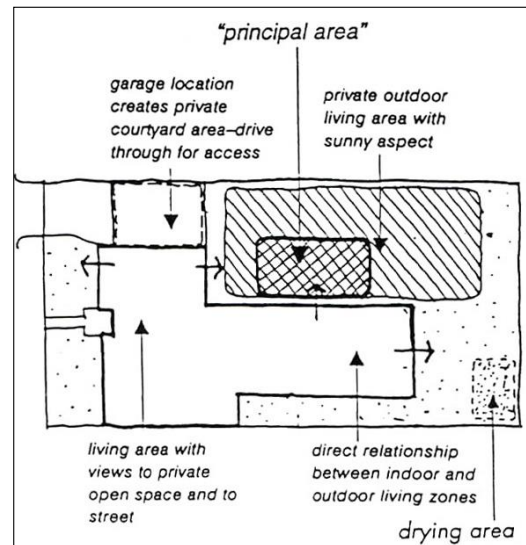 "principal area"
garage location
creates private
courtyard area–drive
through for access
private outdoor
living area with
sunny aspect
living area with
views to private
open space and to
street
direct relationship
between indoor and
outdoor living zones
drying area